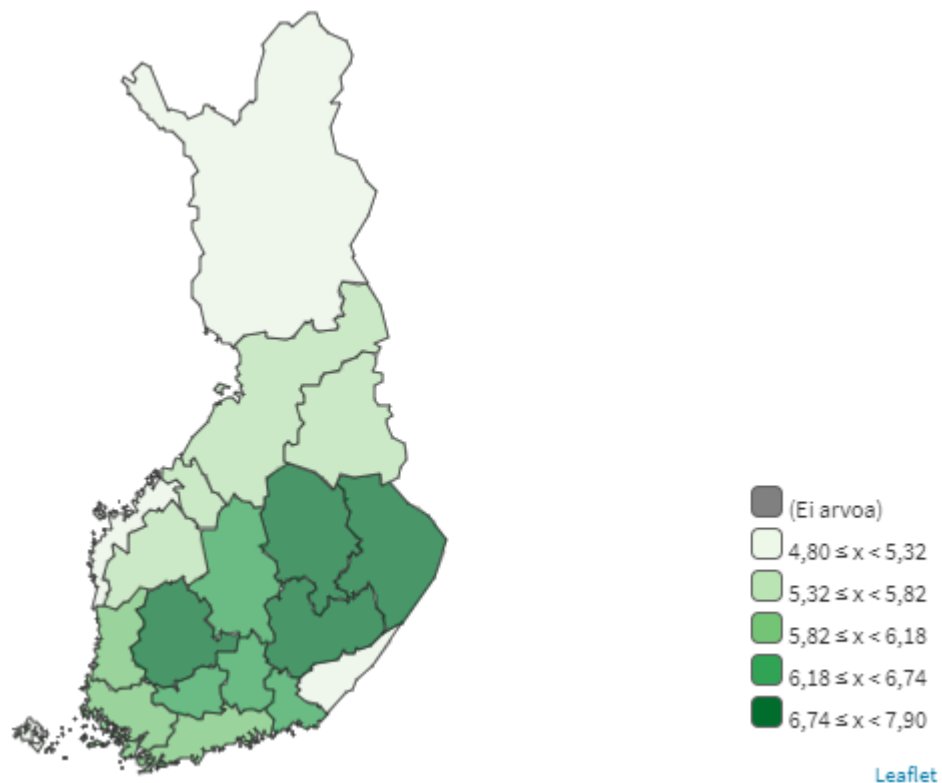 (Ei arvoa)
4,80 ≤ x < 5,32
5,32 ≤ x < 5,82
5,82 ≤ x < 6,18
6,18 ≤ x < 6,74
6,74 ≤ x < 7,90
Leaflet